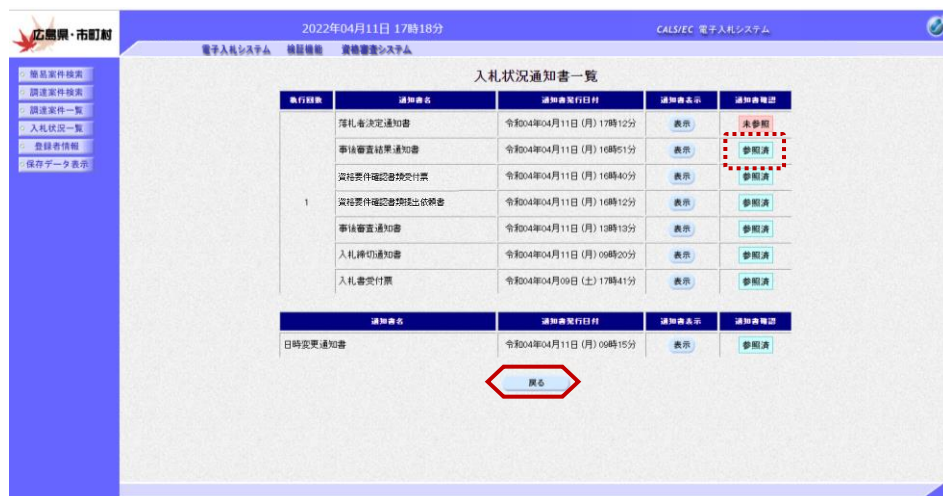 広島県・市町村
2022年04月11日 17時18分
CALS/EC 電子入札システム
電子入札システム 検証機能 資格審査システム
簡易案件検索
調達案件検索
調達案件一覧
入札状況一覧
登録者情報
保存データ表示
入札状況通知書一覧
執行回数 通知書名 通知書発行日付 通知書表示 通知書確認
落札者決定通知書 令和04年04月11日(月)17時12分 表示 未参照
事後審査結果通知書 令和04年04月11日(月)16時51分 表示 参照済
資格要件確認書類受付票 令和04年04月11日(月)16時40分 表示 参照済
1 資格要件確認書類提出依頼書 令和04年04月11日(月)16時12分 表示 参照済
事後審査通知書 令和04年04月11日(月)13時13分 表示 参照済
入札締切通知書 令和04年04月11日(月)09時20分 表示 参照済
入札書受付票 令和04年04月09日(土)17時41分 表示 参照済
通知書名 通知書発行日付 通知書表示 通知書確認
日時変更通知書 令和04年04月11日(月)09時15分 表示 参照済
戻る